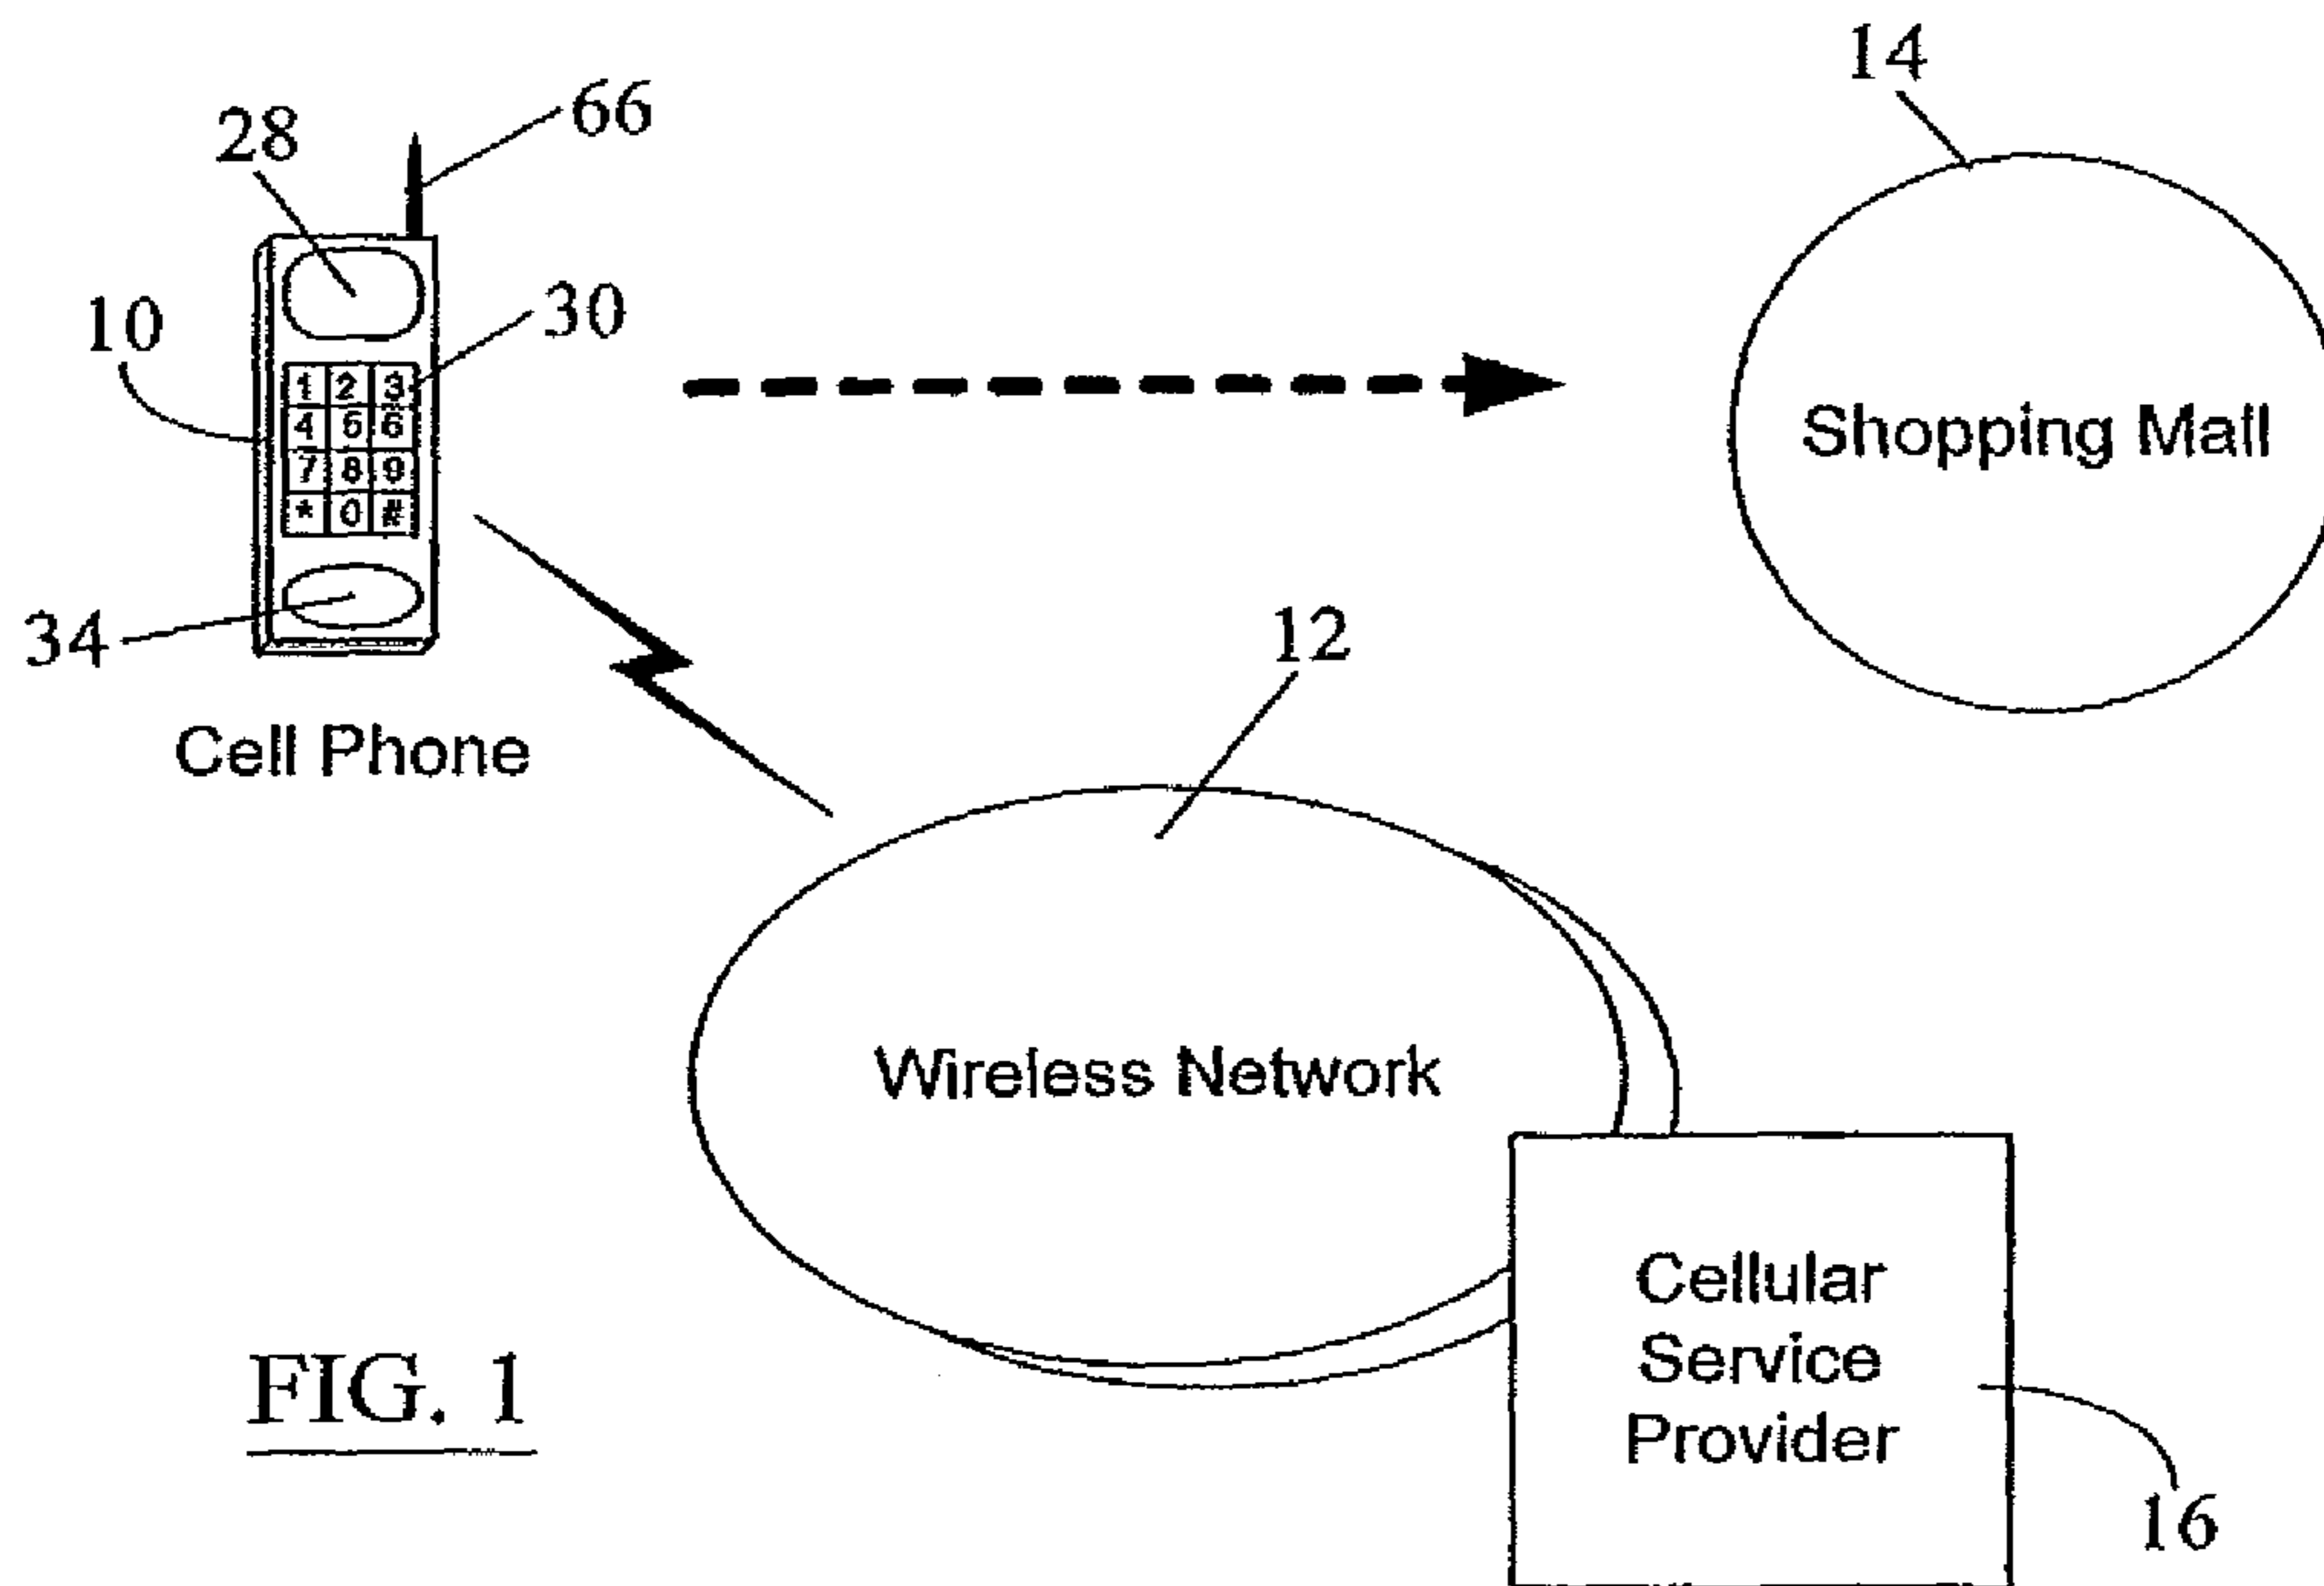 14
66
28
10
30
1 2 3
4 5 6
7 8 9
* 0 #
Shopping Mall
34
12
Cell Phone
Wireless Network
Cellular
Service
Provider
FIG. 1
16